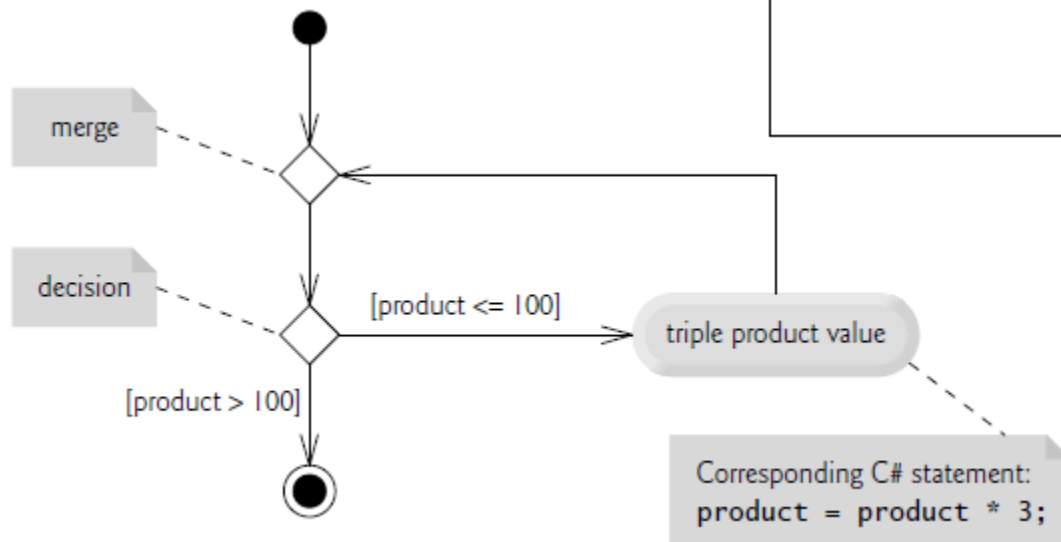 merge
decision
[product <= 100]
triple product value
[product > 100]
Corresponding C# statement:
product = product * 3;